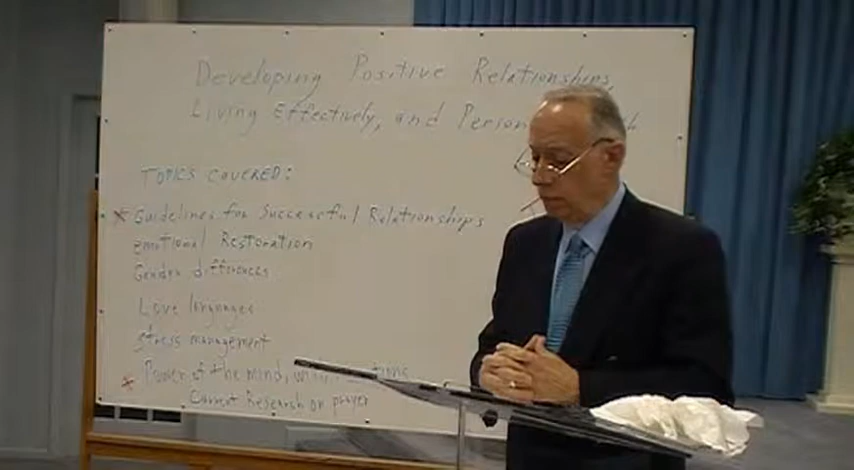 Developing Positive Relationships,
Living Effectively, and
TOPICS COVERED:
Guidelines for Successful Relationships
emotional Restoration
Gender differences
Love languages
stress management
Power of the mind,
Current Research on prayer